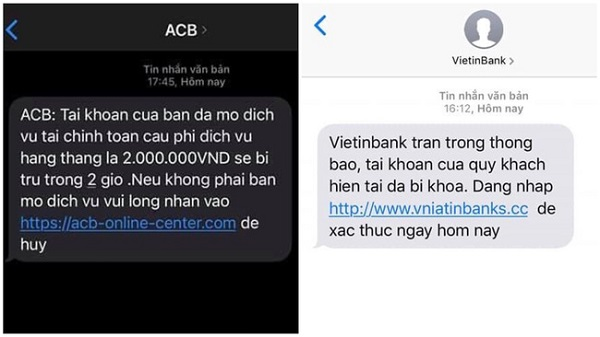 ACB
Tin nhắn văn bản
17:45, Hôm nay
ACB: Tai khoan cua ban da mo dich
vu tai chinh toan cau phi dich vu
hang thang la 2.000.000VND se bi
tru trong 2 gio .Neu khong phai ban
mo dich vu vui long nhan vao
https://acb-online-center.com de
huy
VietinBank
Tin nhắn văn bản
16:12, Hôm nay
Vietinbank tran trong thong
bao, tai khoan cua quy khach
hien tai da bi khoa. Dang nhap
http://www.vniatinbanks.cc de
xac thuc ngay hom nay